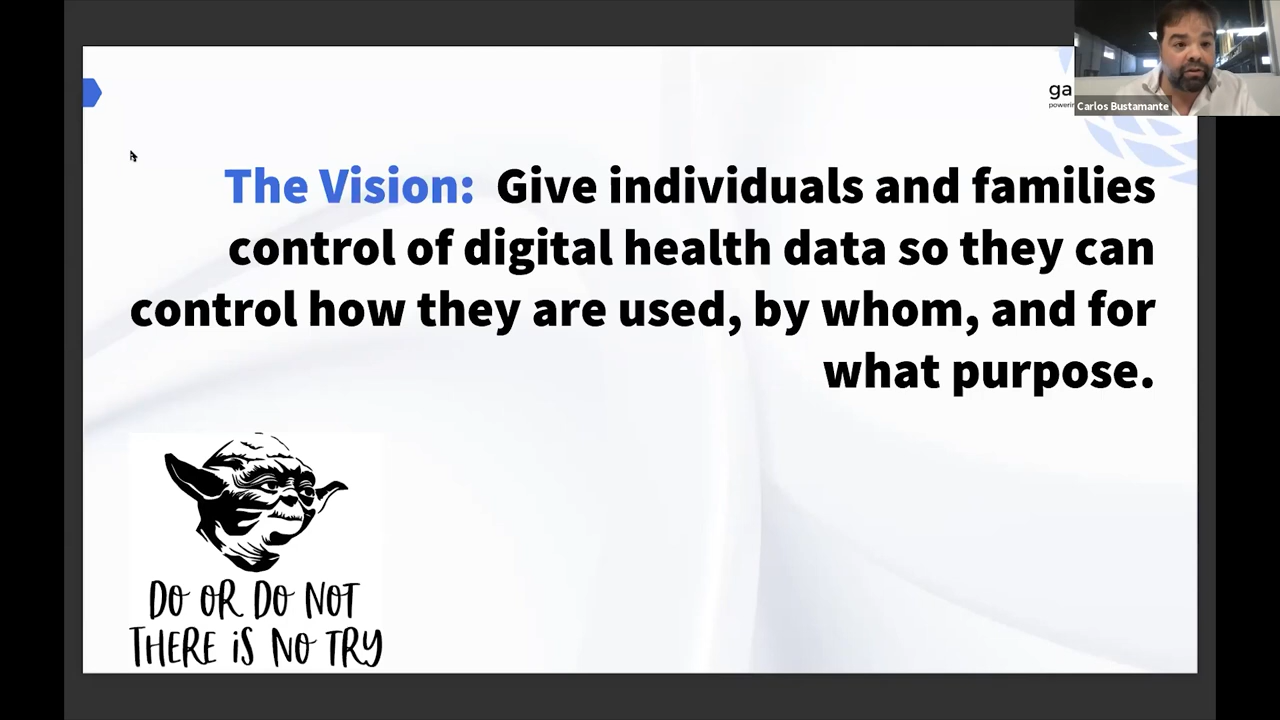 ga
powerin
Carlos Bustamante
The Vision: Give individuals and families
control of digital health data so they can
control how they are used, by whom, and for
what purpose.
DO OR DO NOT
THERE iS NO TRY